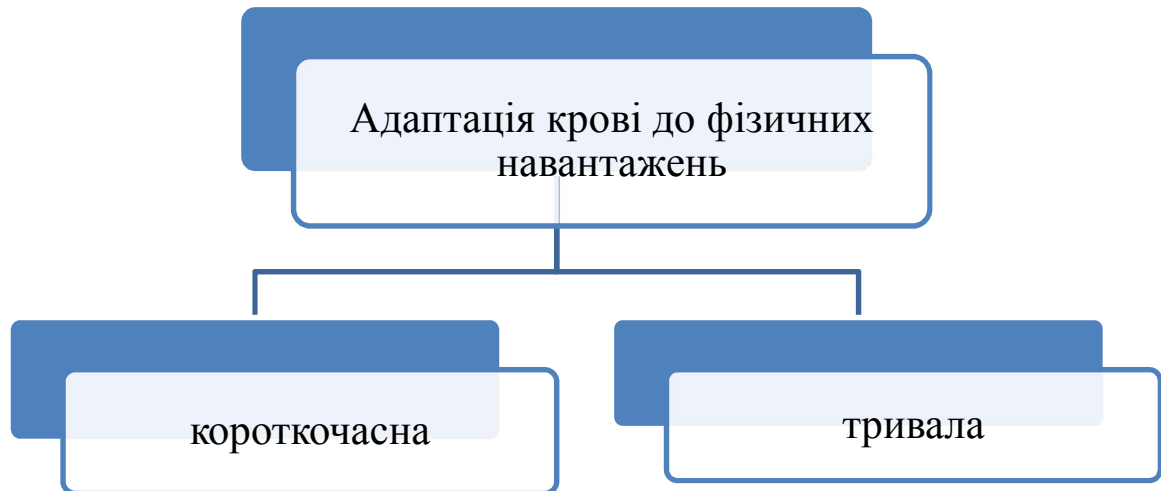 Адаптація крові до фізичних
навантажень
короткочасна
тривала